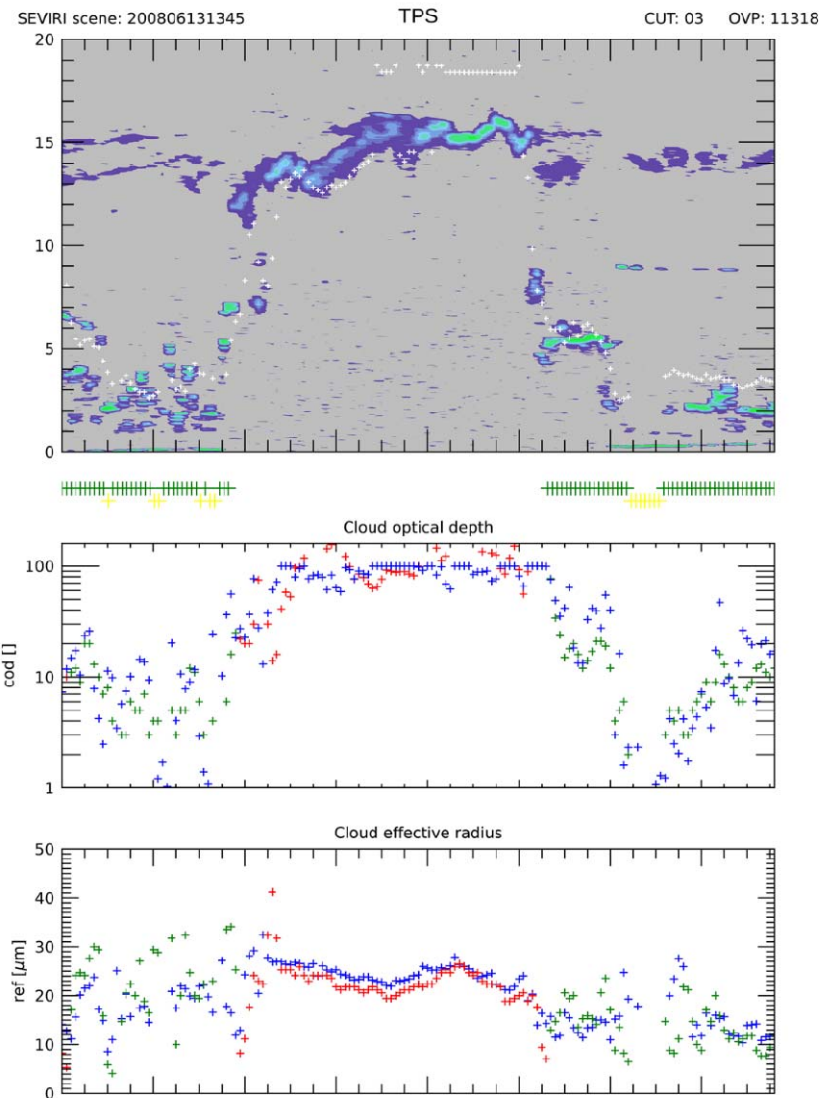 SEVIRI scene: 200806131345 TPS CUT: 03 OVP: 11318
20
15
10
5
0
Cloud optical depth
100
10
1
cod []
Cloud effective radius
50
40
30
20
10
0
ref [μm]